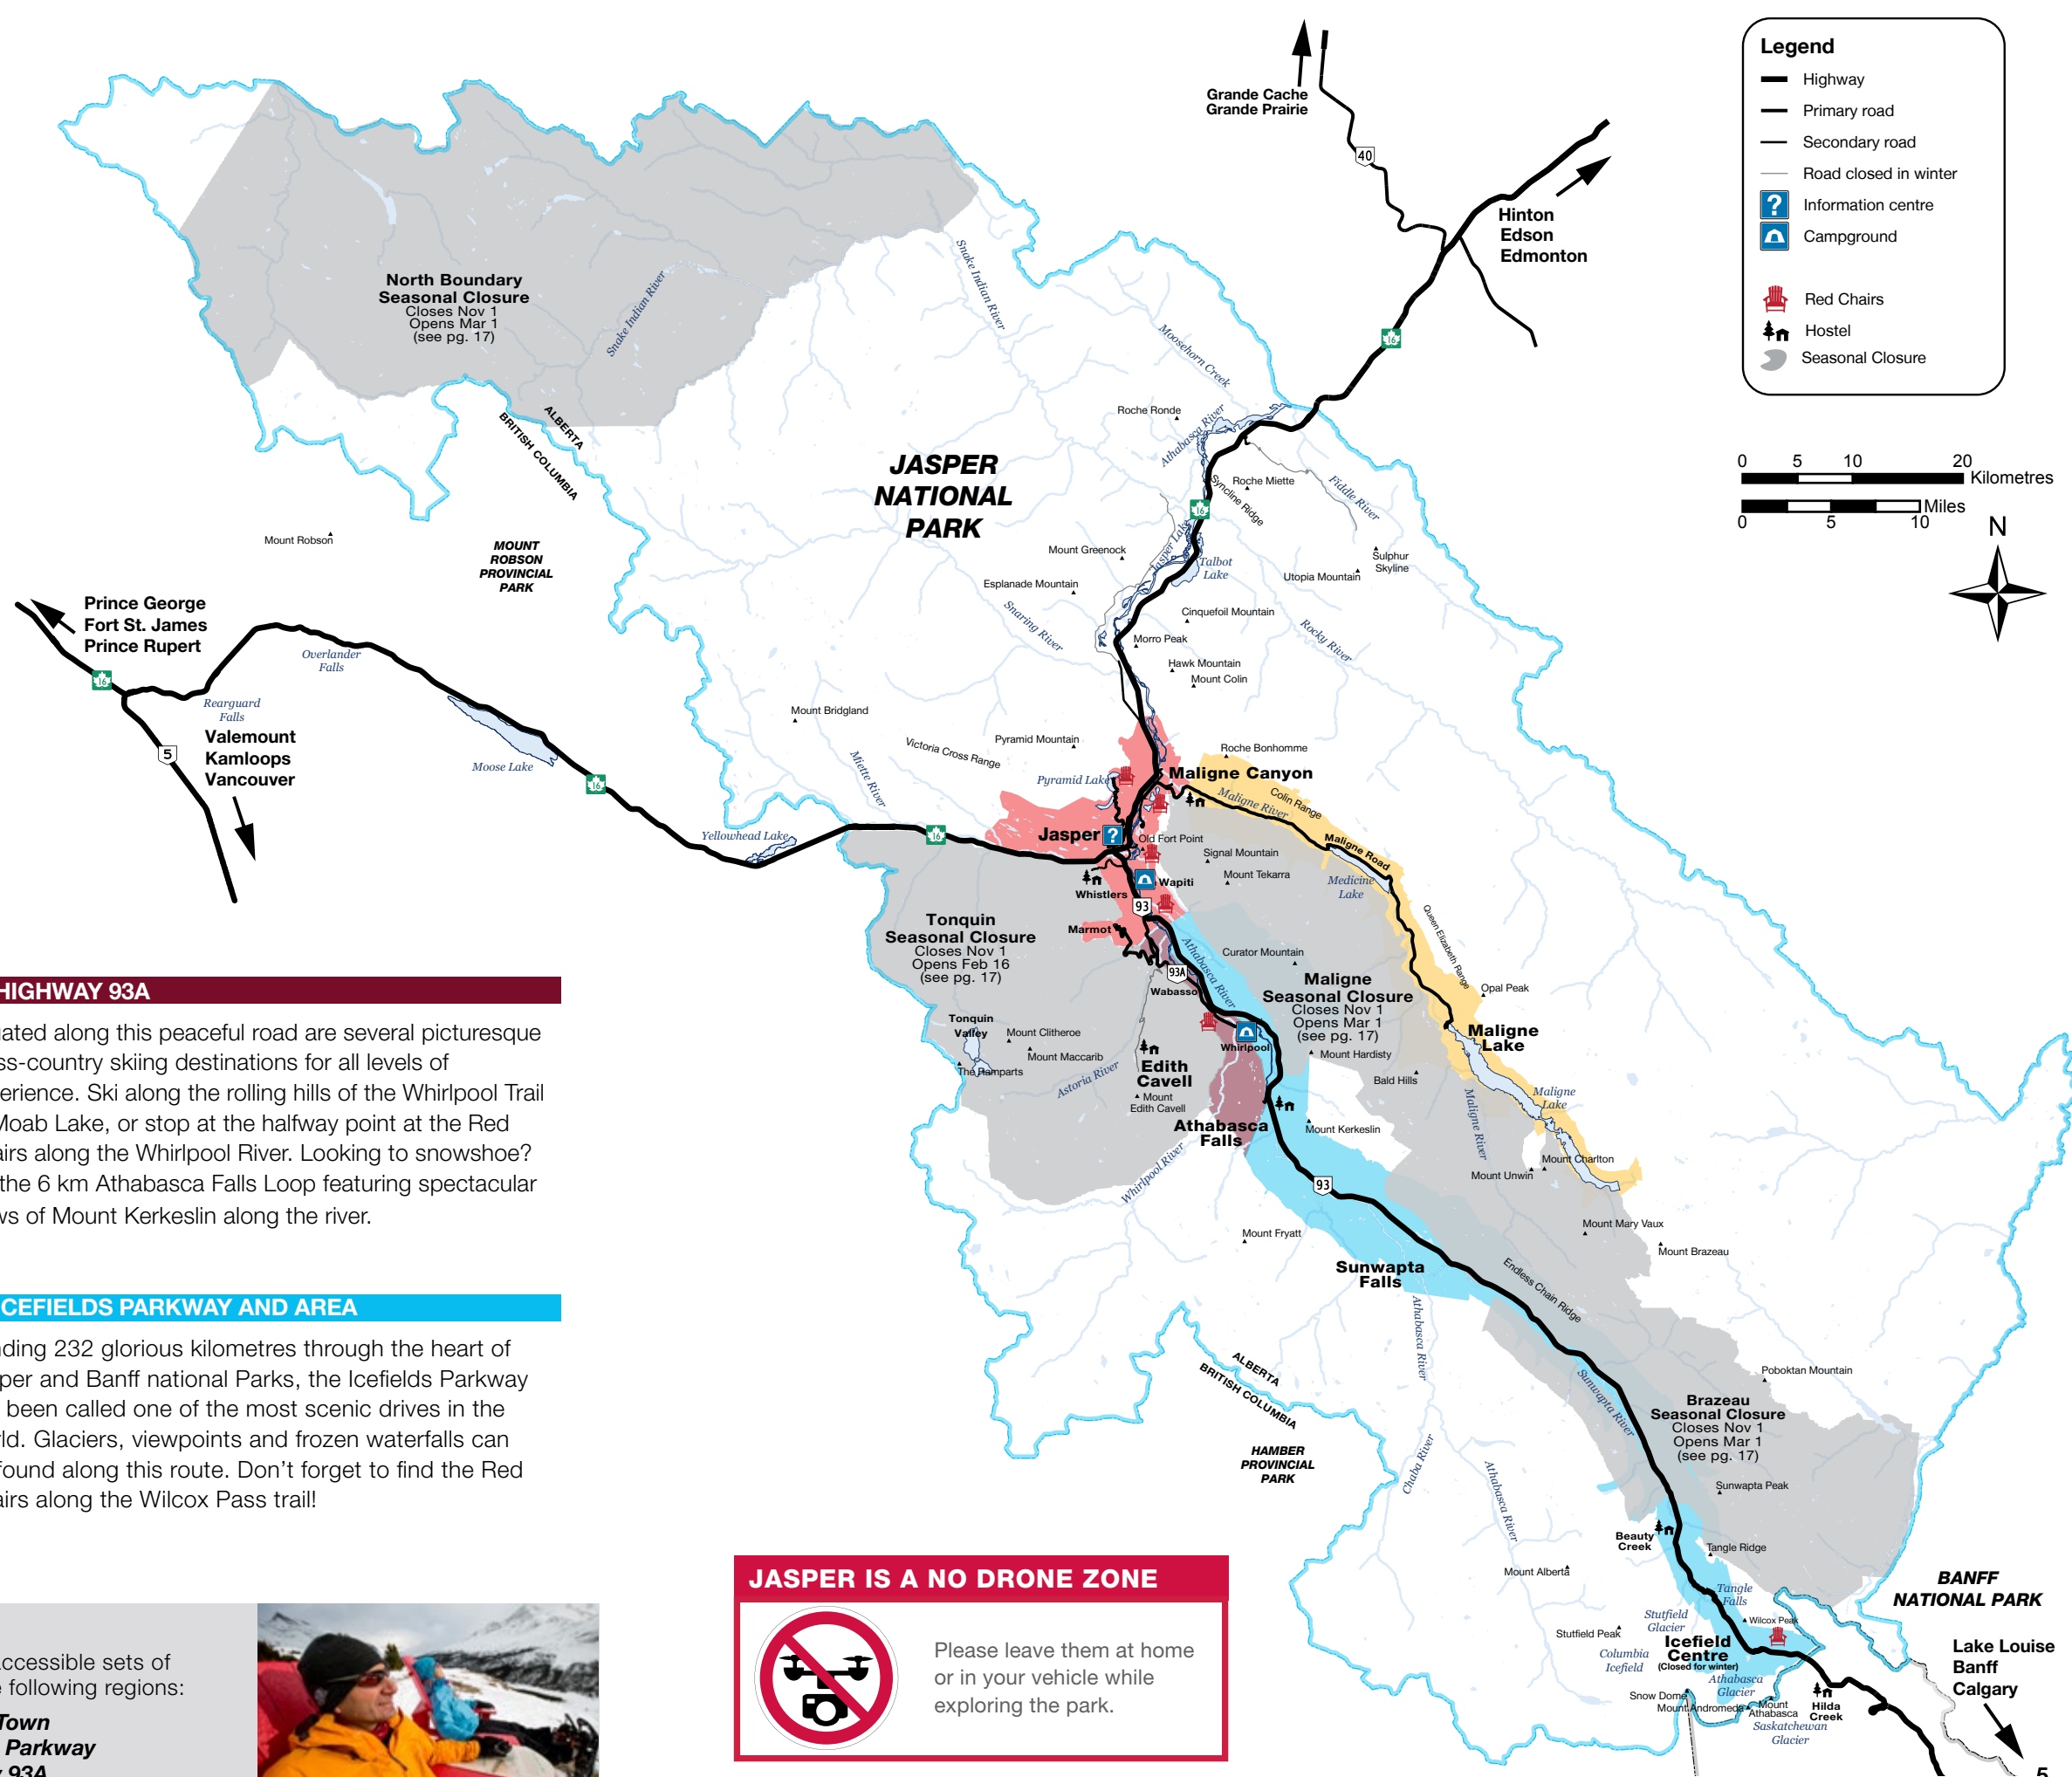 Legend
Highway
Primary road
Secondary road
Road closed in winter
?
Information centre
Campground
Red Chairs
Hostel
Seasonal Closure
0 5 10 20
Kilometres
Miles
0 5 10
N
Grande Cache
Grande Prairie
40
Hinton
Edson
Edmonton
16
North Boundary
Seasonal Closure
Closes Nov 1
Opens Mar 1
(see pg. 17)
Snake Indian River
Snake Indian River
Moosehorn Creek
ALBERTA
BRITISH COLUMBIA
Roche Ronde
Athabasca River
JASPER
NATIONAL
PARK
Roche Miette
Syncline Ridge
Fiddle River
16
Mount Robson
MOUNT
ROBSON
PROVINCIAL
PARK
Mount Greenock
Jasper Lake
Talbot
Lake
Sulphur
Skyline
Utopia Mountain
Esplanade Mountain
Snaring River
Cinquefoil Mountain
Rocky River
Morro Peak
Hawk Mountain
Mount Colin
Prince George
Fort St. James
Prince Rupert
16
Overlander
Falls
Rearguard
Falls
Valemount
Kamloops
Vancouver
5
Moose Lake
16
Mount Bridgland
Victoria Cross Range
Pyramid Mountain
Miette River
Pyramid Lake
Roche Bonhomme
Maligne Canyon
Maligne River
Colin Range
Yellowhead Lake
16
Jasper
?
Old Fort Point
Signal Mountain
Mount Tekarra
Maligne Road
Medicine
Lake
Whistlers
Wapiti
93
Marmot
Queen Elizabeth Range
Tonquin
Seasonal Closure
Closes Nov 1
Opens Feb 16
(see pg. 17)
Athabasca River
93A
Wabasso
Curator Mountain
Maligne
Seasonal Closure
Closes Nov 1
Opens Mar 1
(see pg. 17)
Opal Peak
Maligne
Lake
Tonquin
Valley
Mount Clitheroe
Mount Maccarib
The Ramparts
Astoria River
Edith
Cavell
Mount
Edith Cavell
Whirlpool
Mount Hardisty
Bald Hills
Maligne
Lake
Maligne River
Athabasca
Falls
Mount Kerkeslin
Whirlpool River
Mount Charlton
Mount Unwin
93
Mount Fryatt
Mount Mary Vaux
Mount Brazeau
Sunwapta
Falls
Endless Chain Ridge
Athabasca River
ALBERTA
BRITISH COLUMBIA
HAMBER
PROVINCIAL
PARK
Chaba River
Athabasca River
Sunwapta River
Poboktan Mountain
Brazeau
Seasonal Closure
Closes Nov 1
Opens Mar 1
(see pg. 17)
Sunwapta Peak
Beauty
Creek
Tangle Ridge
Mount Alberta
Tangle
Falls
Stutfield
Glacier
Wilcox Peak
Stutfield Peak
Columbia
Icefield
Icefield
Centre
(Closed for winter)
Athabasca
Glacier
Snow Dome
Mount Andromeda
Mount
Athabasca
Hilda
Creek
Saskatchewan
Glacier
BANFF
NATIONAL PARK
Lake Louise
Banff
Calgary
5
HIGHWAY 93A
ated along this peaceful road are several picturesque
ss-country skiing destinations for all levels of
erience. Ski along the rolling hills of the Whirlpool Trail
Moab Lake, or stop at the halfway point at the Red
airs along the Whirlpool River. Looking to snowshoe?
the 6 km Athabasca Falls Loop featuring spectacular
ws of Mount Kerkeslin along the river.
CEFIELDS PARKWAY AND AREA
nding 232 glorious kilometres through the heart of
per and Banff national Parks, the Icefields Parkway
been called one of the most scenic drives in the
rld. Glaciers, viewpoints and frozen waterfalls can
found along this route. Don't forget to find the Red
airs along the Wilcox Pass trail!
ccessible sets of
e following regions:
Town
Parkway
93A
JASPER IS A NO DRONE ZONE
Please leave them at home
or in your vehicle while
exploring the park.